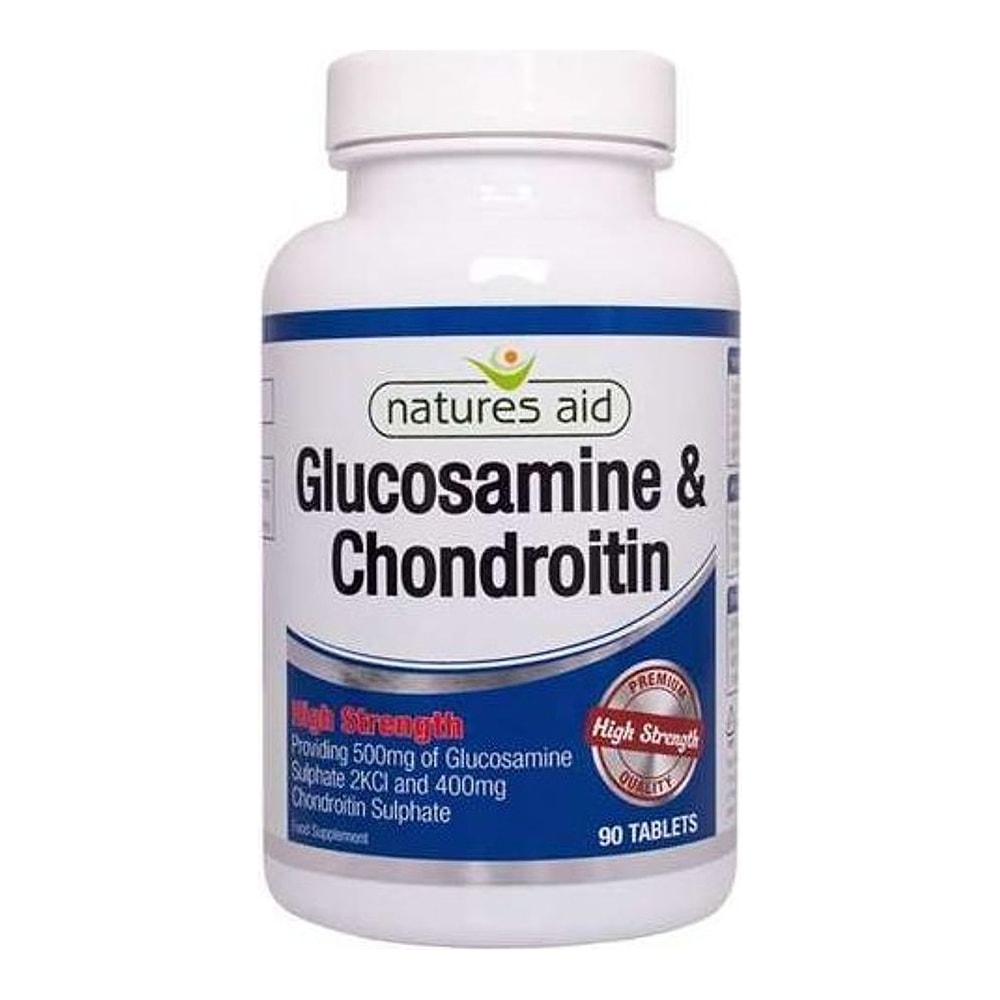 natures aid
Glucosamine &
Chondroitin
High Strength
Providing 500mg of Glucosamine
Sulphate 2KCl and 400mg
Chondroitin Sulphate
Food Supplement
PREMIUM
High Strength
QUALITY
90 TABLETS